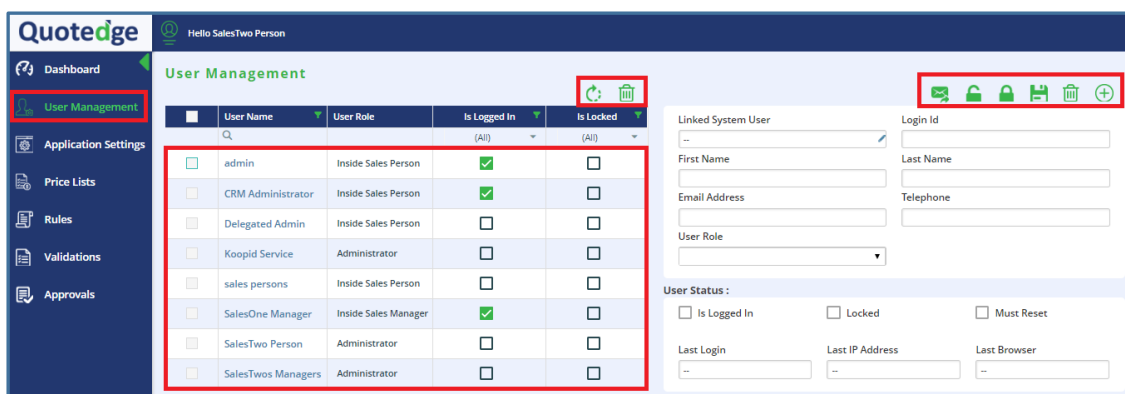 Quotedge
Hello SalesTwo Person
Dashboard
User Management
Application Settings
Price Lists
Rules
Validations
Approvals
User Management
User Name User Role Is Logged In Is Locked
(All) (All)
admin Inside Sales Person
CRM Administrator Inside Sales Person
Delegated Admin Inside Sales Person
Koopid Service Administrator
sales persons Inside Sales Person
SalesOne Manager Inside Sales Manager
SalesTwo Person Administrator
SalesTwos Managers Administrator
Linked System User Login Id
--
First Name Last Name
Email Address Telephone
User Role
User Status :
Is Logged In Locked Must Reset
Last Login Last IP Address Last Browser
-- -- --